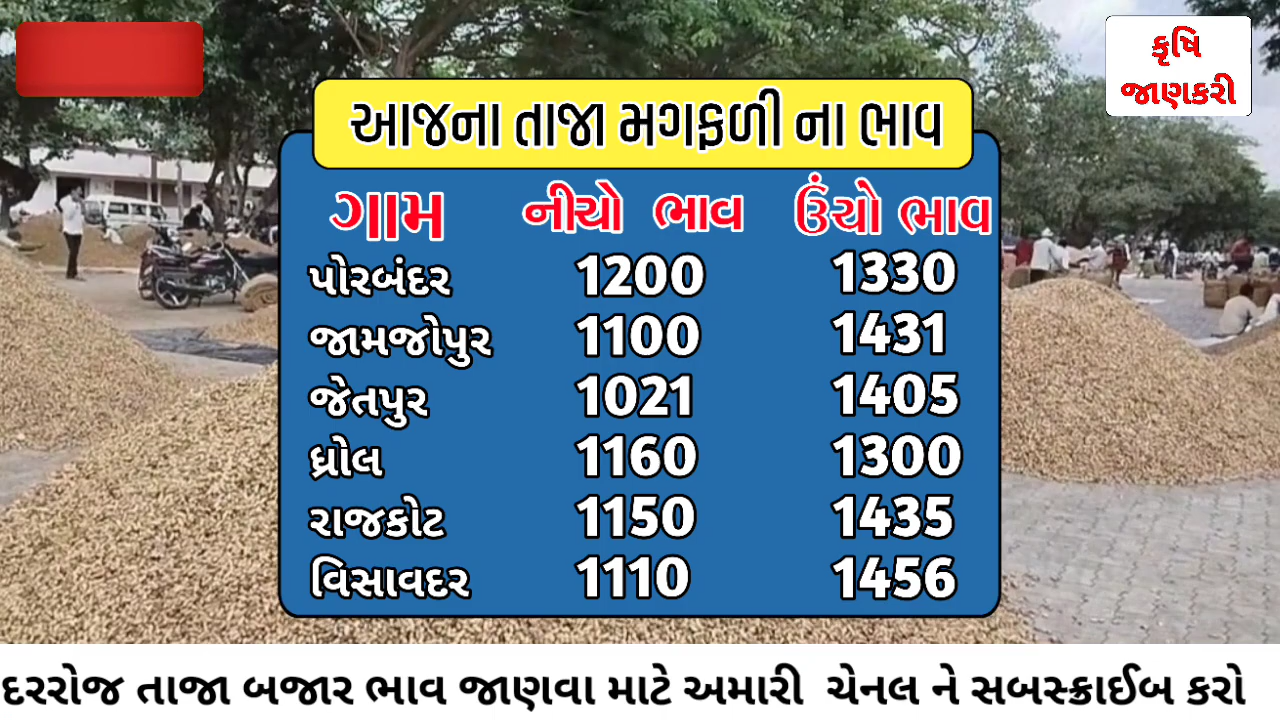 કૃષિ
જાણકરી
આજના તાજા મગફળી ના ભાવ
ગામ નીચો ભાવ ઉંચો ભાવ
પોરબંદર 1200 1330
જામજોપુર 1100 1431
જેતપુર 1021 1405
ધ્રોલ 1160 1300
રાજકોટ 1150 1435
વિસાવદર 1110 1456
દરરોજ તાજા બજાર ભાવ જાણવા માટે અમારી ચેનલ ને સબસ્ક્રાઈબ કરો